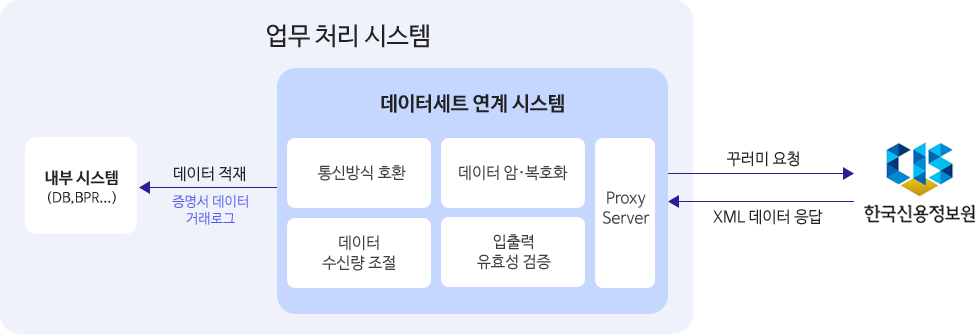 업무 처리 시스템
데이터세트 연계 시스템
내부 시스템
(DB,BPR...)
데이터 적재
증명서 데이터
거래로그
통신방식 호환
데이터 암·복호화
데이터
수신량 조절
입출력
유효성 검증
Proxy
Server
꾸러미 요청
XML 데이터 응답
CIS
한국신용정보원